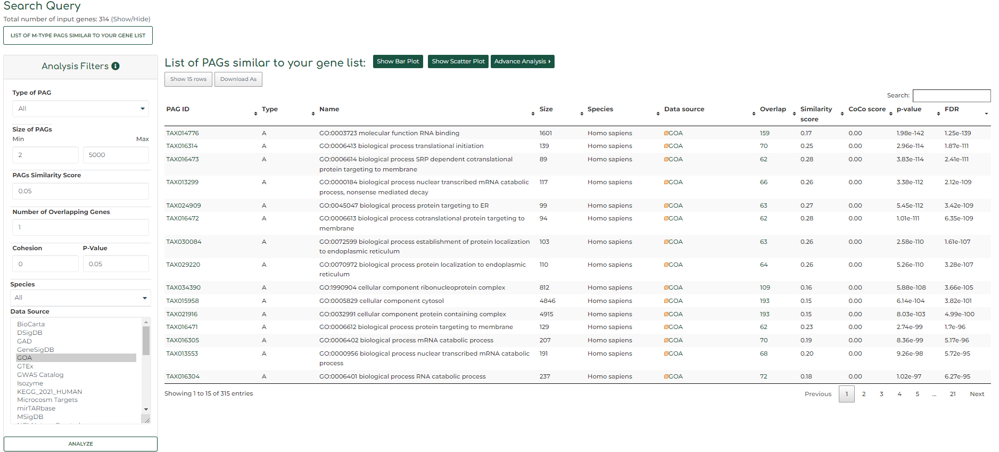 Search Query
Total number of input genes: 314 (Show/Hide)
LIST OF M-TYPE PAGS SIMILAR TO YOUR GENE LIST
Analysis Filters
Type of PAG
All
Size of PAGs
Min Max
2 5000
PAGs Similarity Score
0.05
Number of Overlapping Genes
1
Cohesion P-Value
0 0.05
Species
All
Data Source
BioCarta
DSigDB
GAD
GeneSigDB
GOA
GTEx
GWAS Catalog
Isozyme
KEGG_2021_HUMAN
Microcosm Targets
mirTARbase
MSigDB
ANALYZE
List of PAGs similar to your gene list: Show Bar Plot Show Scatter Plot Advance Analysis
Show 15 rows Download As
Search:
PAG ID Type Name Size Species Data source Overlap Similarity score CoCo score p-value FDR
TAX014776 A GO:0003723 molecular function RNA binding 1601 Homo sapiens GOA 159 0.17 0.00 1.98e-142 1.25e-139
TAX016314 A GO:0006413 biological process translational initiation 139 Homo sapiens GOA 70 0.25 0.00 2.96e-114 1.87e-111
TAX016473 A GO:0006614 biological process SRP dependent cotranslational 89 Homo sapiens GOA 62 0.28 0.00 3.83e-114 2.41e-111
protein targeting to membrane
TAX013299 A GO:0000184 biological process nuclear transcribed mRNA catabolic 117 Homo sapiens GOA 66 0.26 0.00 3.38e-112 2.12e-109
process, nonsense mediated decay
TAX024909 A GO:0045047 biological process protein targeting to ER 99 Homo sapiens GOA 63 0.27 0.00 5.45e-112 3.42e-109
TAX016472 A GO:0006613 biological process cotranslational protein targeting to 94 Homo sapiens GOA 62 0.28 0.00 1.01e-111 6.35e-109
membrane
TAX030084 A GO:0072599 biological process establishment of protein localization 103 Homo sapiens GOA 63 0.26 0.00 2.58e-110 1.61e-107
to endoplasmic reticulum
TAX029220 A GO:0070972 biological process protein localization to endoplasmic 110 Homo sapiens GOA 64 0.26 0.00 5.26e-110 3.28e-107
reticulum
TAX034390 A GO:1990904 cellular component ribonucleoprotein complex 812 Homo sapiens GOA 109 0.16 0.00 5.88e-108 3.66e-105
TAX015958 A GO:0005829 cellular component cytosol 4846 Homo sapiens GOA 193 0.15 0.00 6.14e-104 3.82e-101
TAX021916 A GO:0032991 cellular component protein containing complex 4915 Homo sapiens GOA 193 0.15 0.00 8.03e-103 4.99e-100
TAX016471 A GO:0006612 biological process protein targeting to membrane 129 Homo sapiens GOA 62 0.23 0.00 2.74e-99 1.7e-96
TAX016305 A GO:0006402 biological process mRNA catabolic process 207 Homo sapiens GOA 70 0.19 0.00 8.36e-99 5.17e-96
TAX013553 A GO:0000956 biological process nuclear transcribed mRNA catabolic 191 Homo sapiens GOA 68 0.20 0.00 9.26e-98 5.72e-95
process
TAX016304 A GO:0006401 biological process RNA catabolic process 237 Homo sapiens GOA 72 0.18 0.00 1.02e-97 6.27e-95
Showing 1 to 15 of 315 entries
Previous 1 2 3 4 5 ... 21 Next